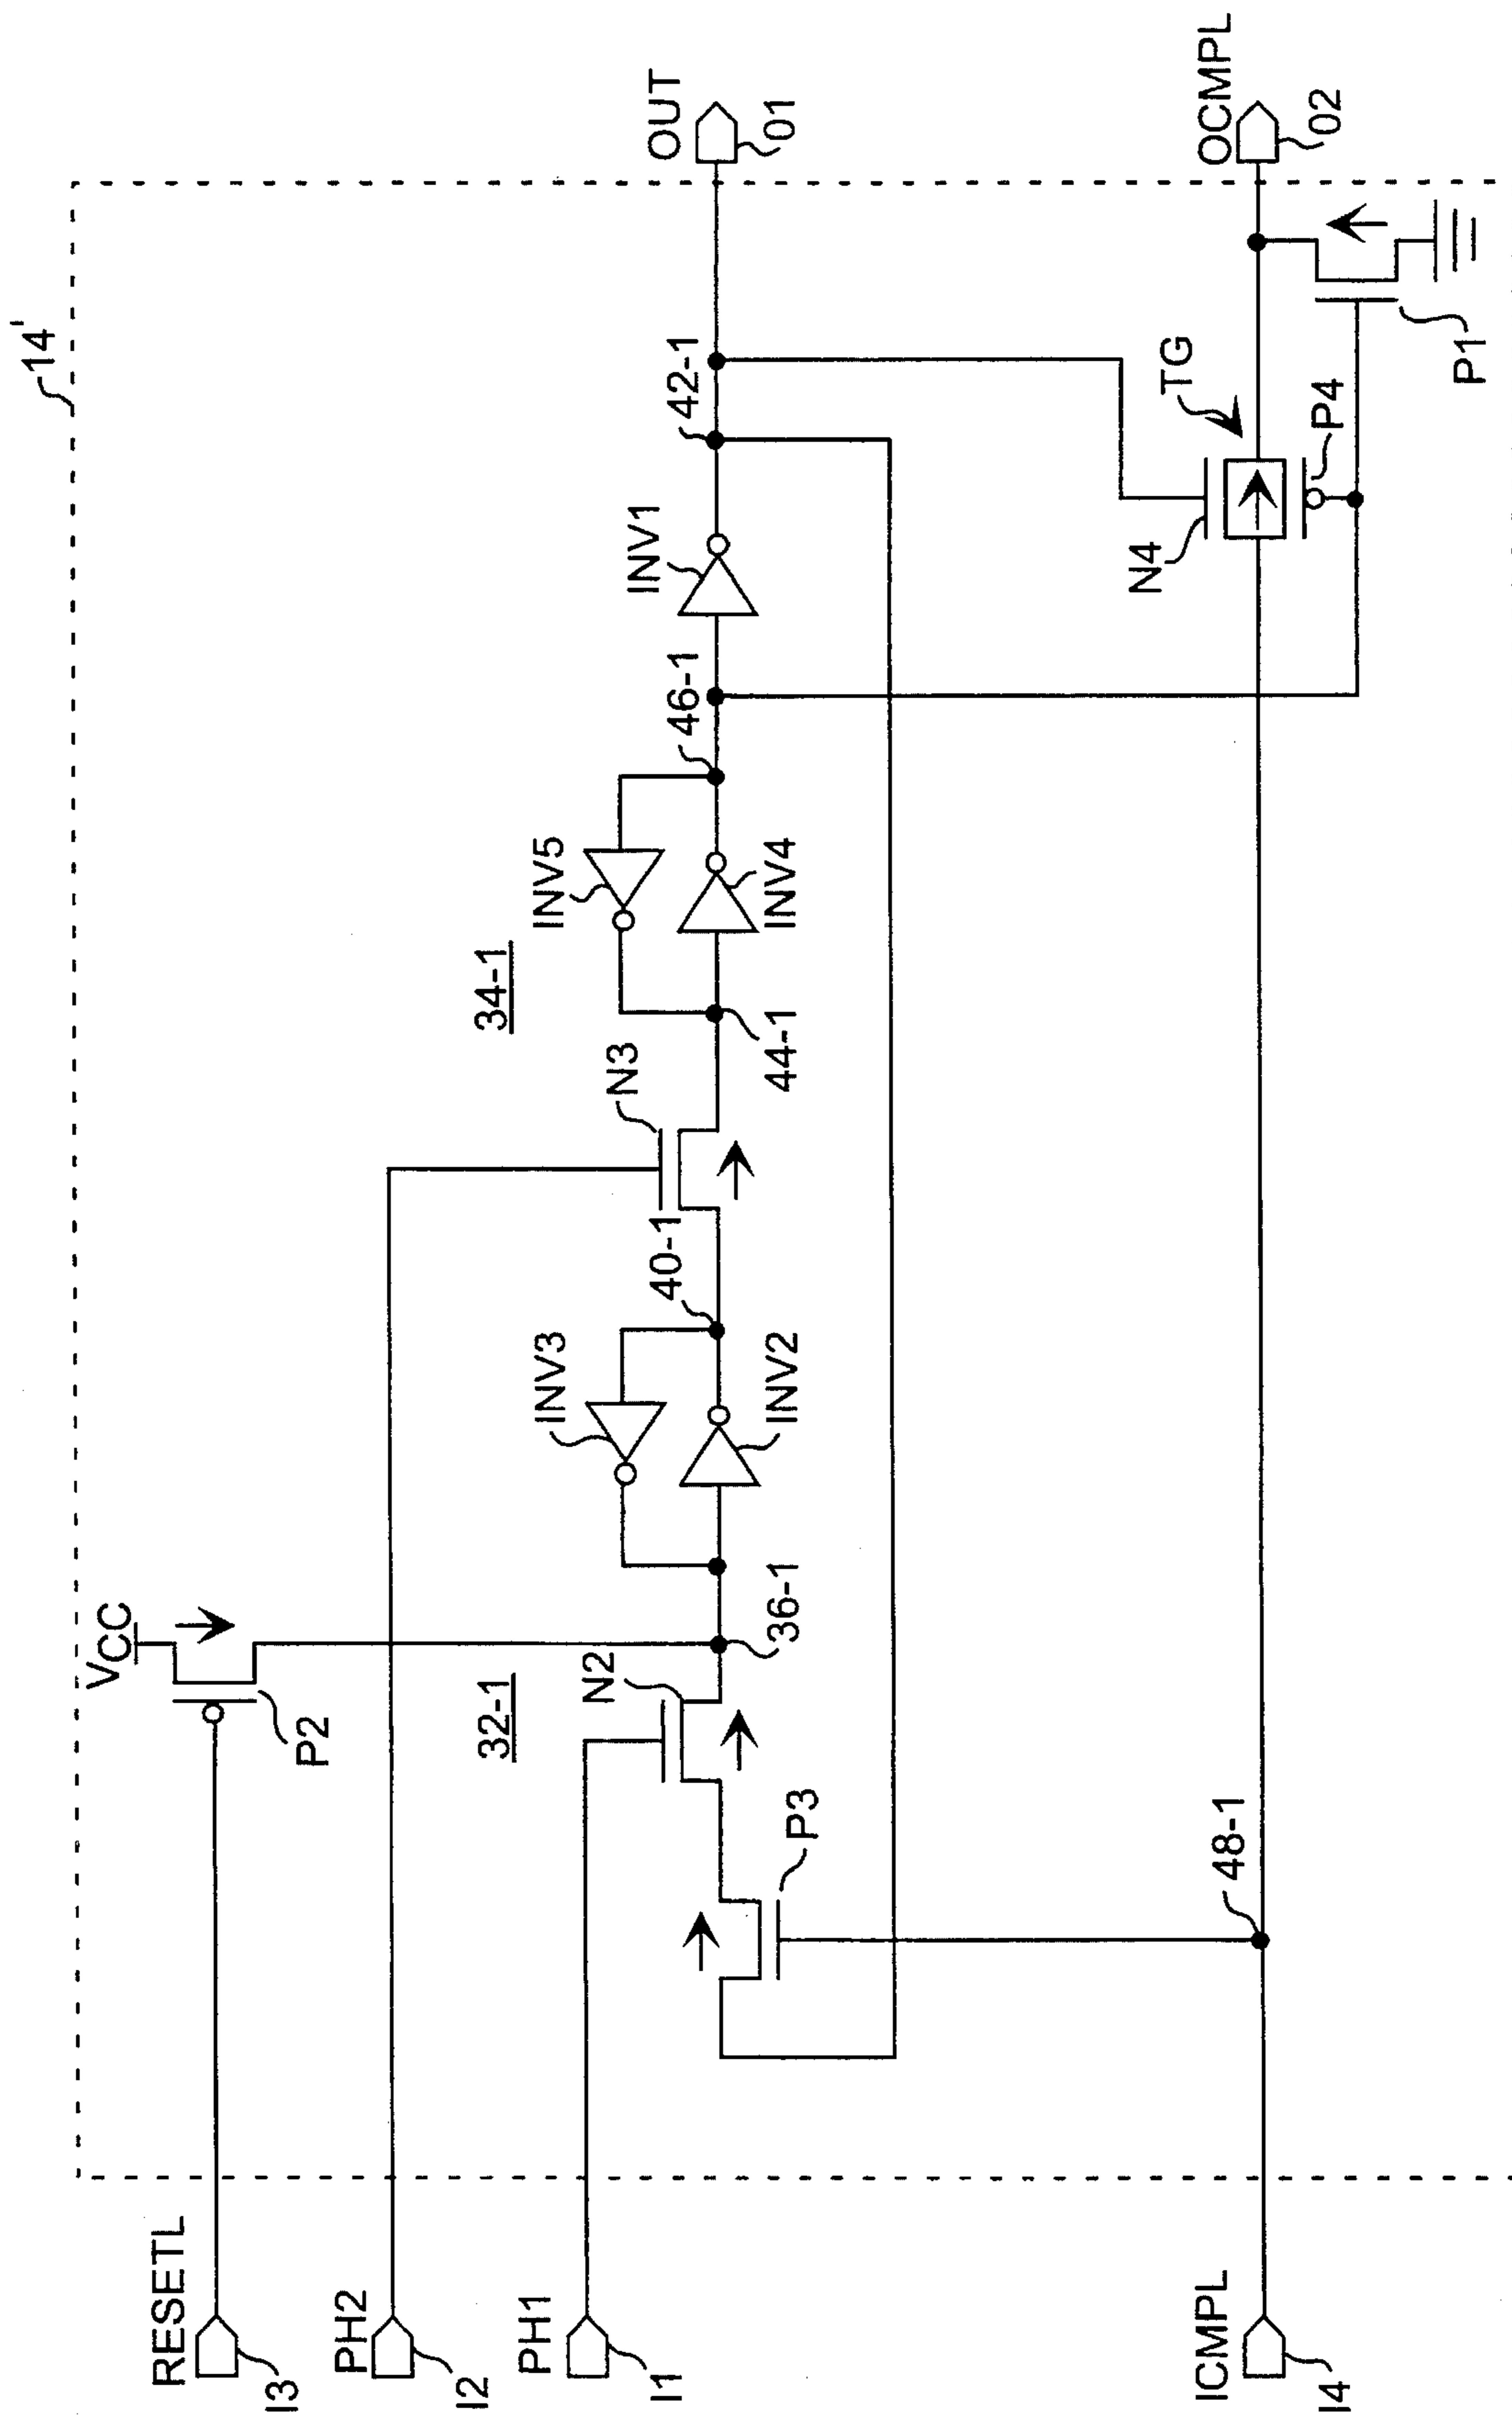 14'
RESETL
I3
PH2
I2
PH1
I1
ICMPL
I4
VCC
P2
32-1
N2
P3
36-1
INV3
INV2
40-1
N3
34-1
44-1
INV5
INV4
46-1
INV1
42-1
48-1
N4
TG
P4
P1
OUT
01
OCMPL
02